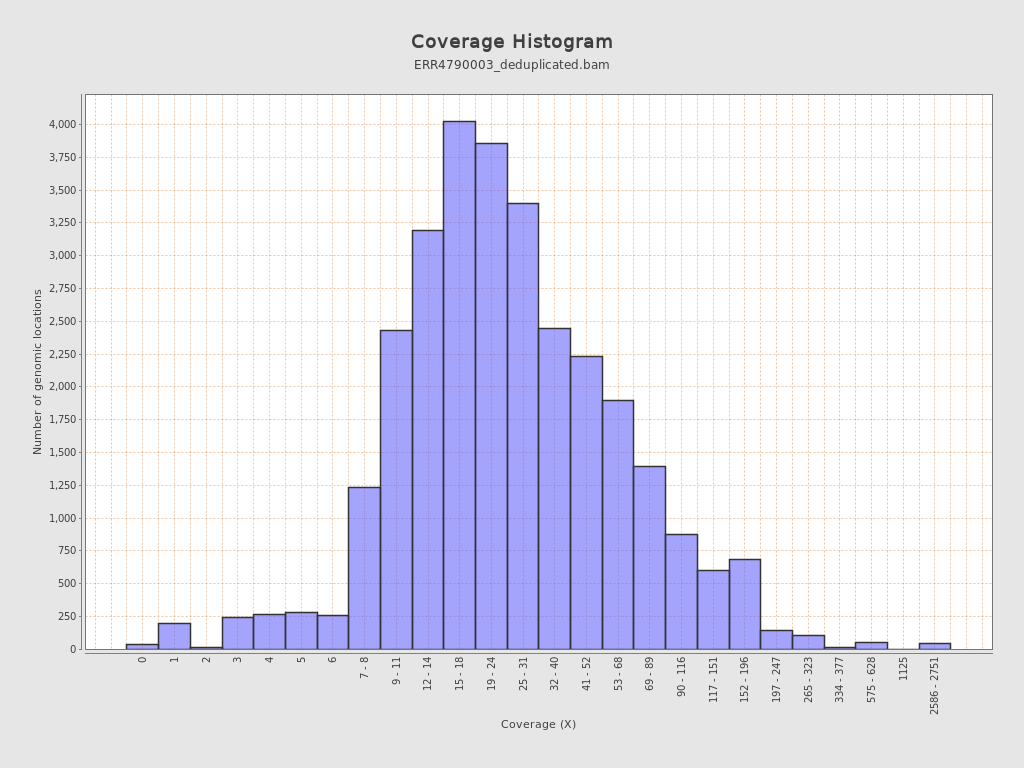 Coverage Histogram
ERR4790003_deduplicated.bam
Number of genomic locations
4,000
3,750
3,500
3,250
3,000
2,750
2,500
2,250
2,000
1,750
1,500
1,250
1,000
750
500
250
0
0
1
2
3
4
5
6
7 - 8
9 - 11
12 - 14
15 - 18
19 - 24
25 - 31
32 - 40
41 - 52
53 - 68
69 - 89
90 - 116
117 - 151
152 - 196
197 - 247
265 - 323
334 - 377
575 - 628
1125
2586 - 2751
Coverage (X)